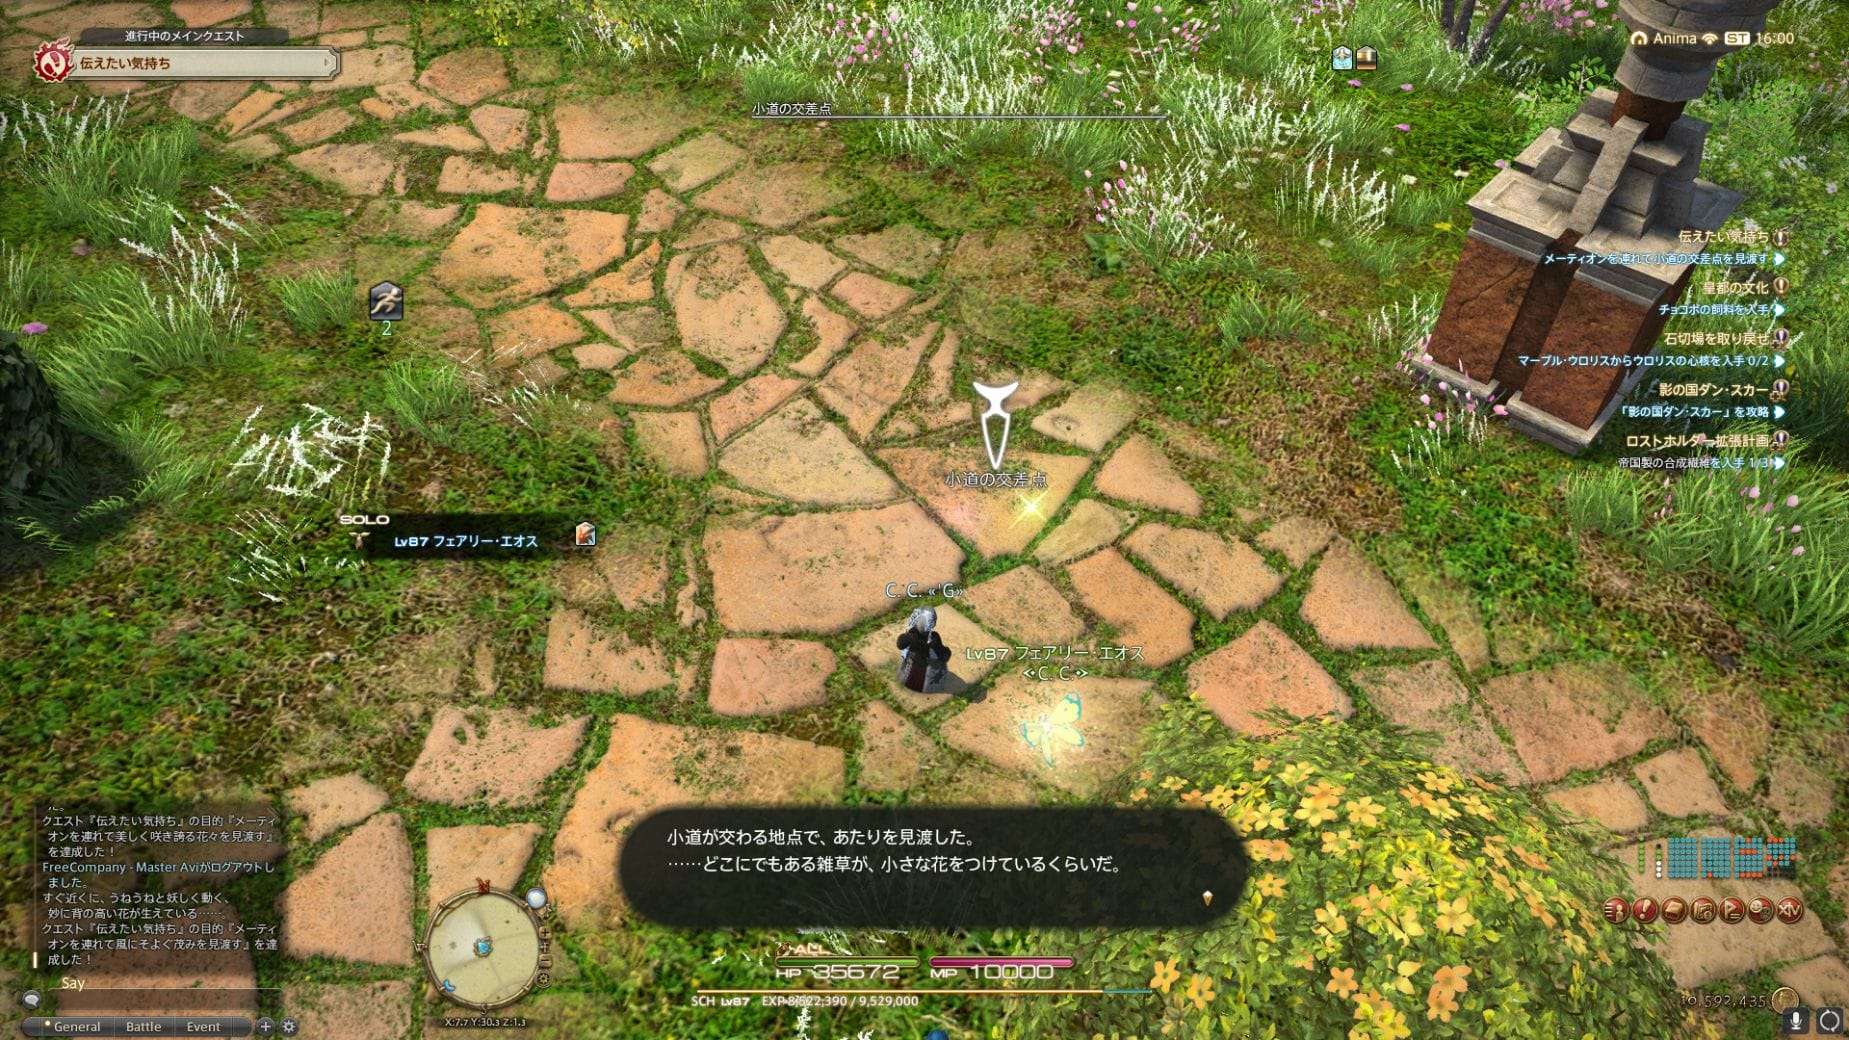 進行中のメインクエスト
伝えたい気持ち
Anima ST 16:00
小道の交差点
伝えたい気持ち
メーティオンを連れて小道の交差点を見渡す
皇都の文化
チョコボの飼料を入手
石切場を取り戻せ
マーブル・ウロリスからウロリスの心核を入手 0/2
影の国ダン・スカー
「影の国ダン・スカー」を攻略
ロストホルダー拡張計画
帝国製の合成繊維を入手 1/3
2
小道の交差点
SOLO
Lv87 フェアリー・エオス
C. C. «'G»
Lv87 フェアリー・エオス
C. C.
小道が交わる地点で、あたりを見渡した。
……どこにでもある雑草が、小さな花をつけているくらいだ。
た。
クエスト『伝えたい気持ち』の目的『メーティ
オンを連れて美しく咲き誇る花々を見渡す』
を達成した！
FreeCompany - Master Aviがログアウトし
ました。
すぐ近くに、うねうねと妖しく動く、
妙に背の高い花が生えている……。
クエスト『伝えたい気持ち』の目的『メーティ
オンを連れて風にそよぐ茂みを見渡す』を達
成した！
Say
General Battle Event
X:7.7 Y:30.3 Z:1.3
HP 35672 MP 10000
SCH Lv87 EXP 8,522,390 / 9,529,000
10,592,435